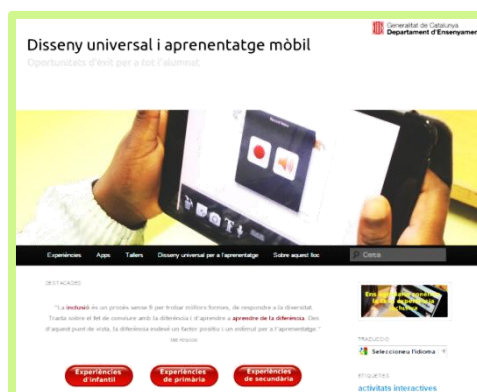 Generalitat de Catalunya
Departament d'Ensenyamen
Disseny universal i aprenentatge mòbil
Oportunitats d'èxit per a tot l'alumnat
Experiències Apps Tallers Disseny universal per a l'aprenentatge Sobre aquest lloc Cerca
DESTACADES
"La inclusió és un procés sense fi per trobar millors formes, de respondre a la diversitat.
Tracta sobre el fet de conviure amb la diferència i d'aprendre a aprendre de la diferència. Des
d'aquest punt de vista, la diferència esdevé un factor positiu i un estímul per a l'aprenentatge."
Mel Ainscow
Experiències d'infantil
Experiències de primària
Experiències de secundària
TRADUCCIÓ
Seleccioneu l'idioma
ETIQUETES
activitats interactives